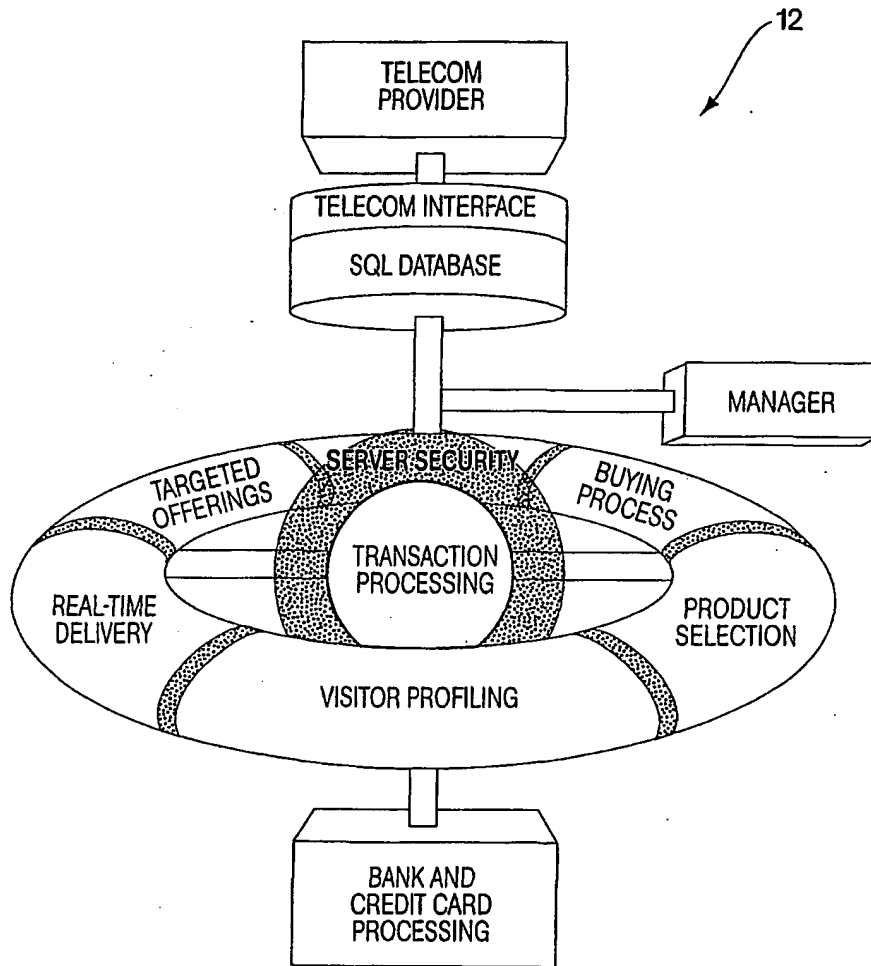 12
TELECOM
PROVIDER
TELECOM INTERFACE
SQL DATABASE
MANAGER
SERVER SECURITY
TARGETED
OFFERINGS
BUYING
PROCESS
TRANSACTION
PROCESSING
REAL-TIME
DELIVERY
PRODUCT
SELECTION
VISITOR PROFILING
BANK AND
CREDIT CARD
PROCESSING